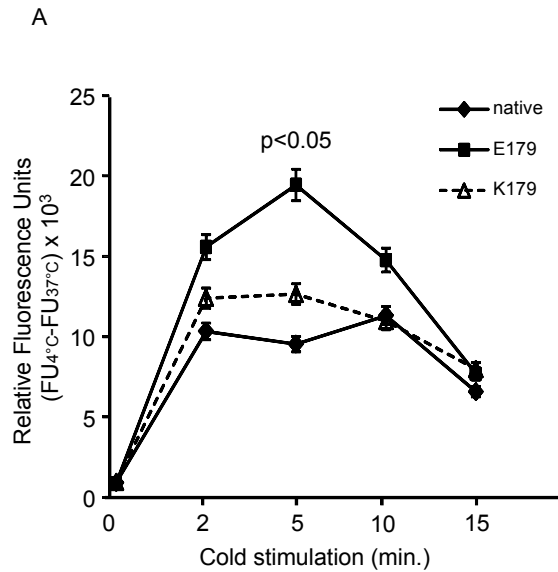 A
native
E179
K179
p<0.05
Relative Fluorescence Units
(FU4°C-FU37°C) x 10³
25
20
15
10
5
0
0 2 5 10 15
Cold stimulation (min.)